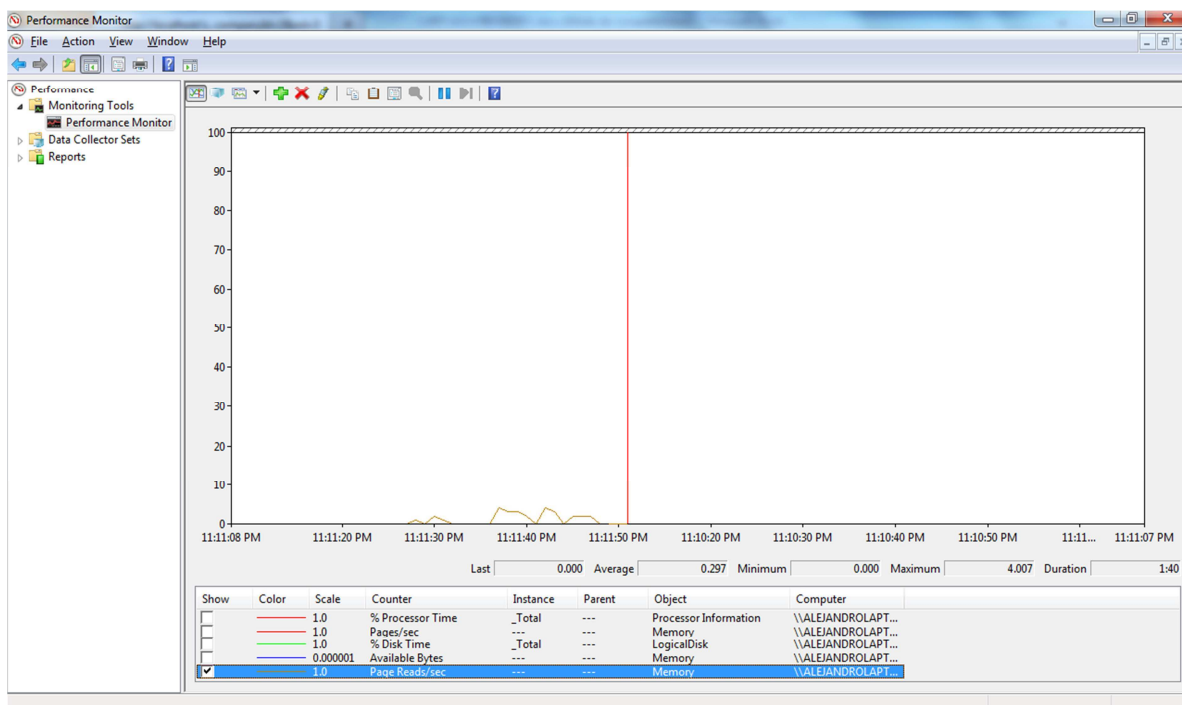 Performance Monitor
File Action View Window Help
Performance
Monitoring Tools
Performance Monitor
Data Collector Sets
Reports
100
90
80
70
60
50
40
30
20
10
0
11:11:08 PM 11:11:20 PM 11:11:30 PM 11:11:40 PM 11:11:50 PM 11:10:20 PM 11:10:30 PM 11:10:40 PM 11:10:50 PM 11:11... 11:11:07 PM
Last 0.000 Average 0.297 Minimum 0.000 Maximum 4.007 Duration 1:40
Show Color Scale Counter Instance Parent Object Computer
1.0 % Processor Time _Total --- Processor Information \\ALEJANDROLAPT...
1.0 Pages/sec --- --- Memory \\ALEJANDROLAPT...
1.0 % Disk Time _Total --- LogicalDisk \\ALEJANDROLAPT...
0.000001 Available Bytes --- --- Memory \\ALEJANDROLAPT...
1.0 Page Reads/sec --- --- Memory \\ALEJANDROLAPT...